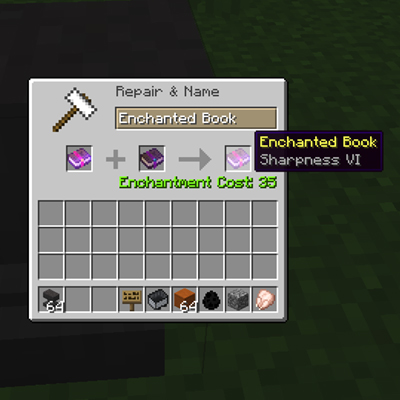 Repair & Name
Enchanted Book
Enchanted Book
Sharpness VI
Enchantment Cost: 35
64
64